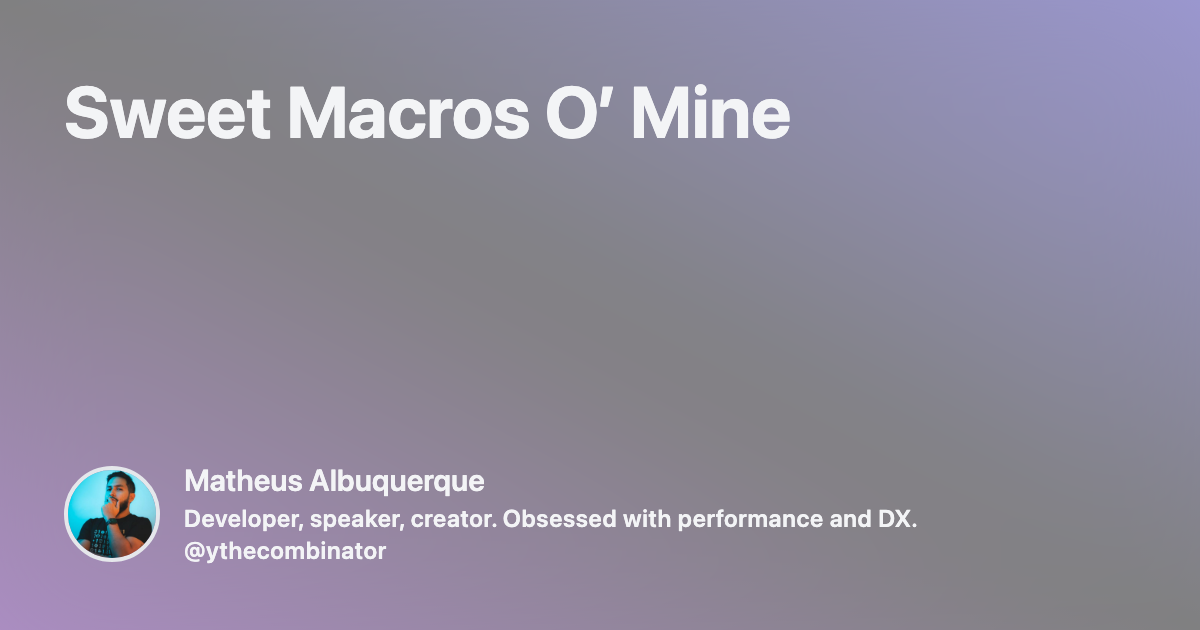 Sweet Macros O’ Mine
Matheus Albuquerque
Developer, speaker, creator. Obsessed with performance and DX.
@ythecombinator